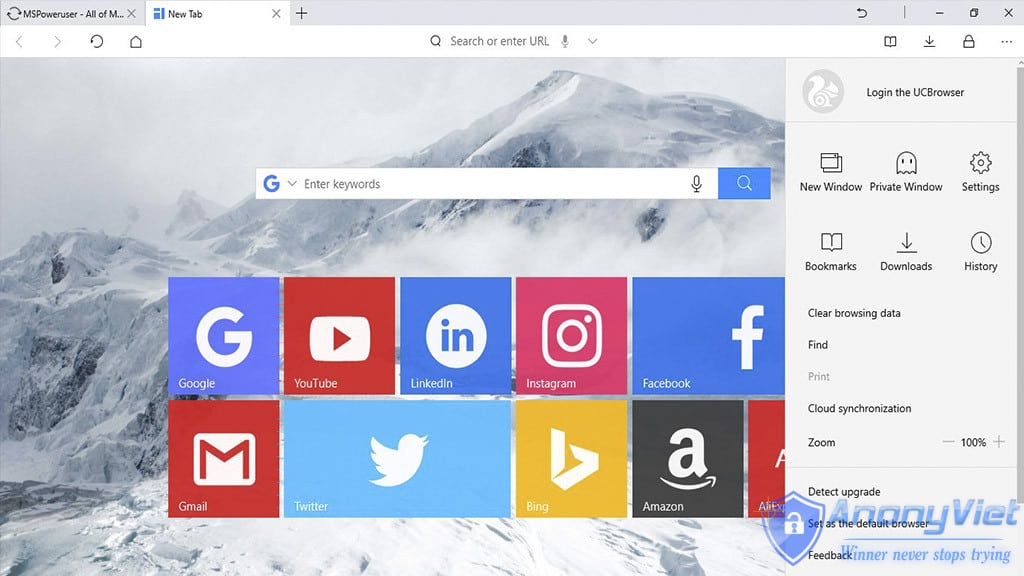 MSPoweruser - All of M...
New Tab
Search or enter URL
Login the UCBrowser
Enter keywords
New Window
Private Window
Settings
Bookmarks
Downloads
History
Clear browsing data
Find
Print
Cloud synchronization
Zoom
100%
Detect upgrade
Set as the default browser
Feedback
Google
YouTube
in
LinkedIn
Instagram
Facebook
Gmail
Twitter
Bing
Amazon
AliExp
AnonyViet
Winner never stops trying